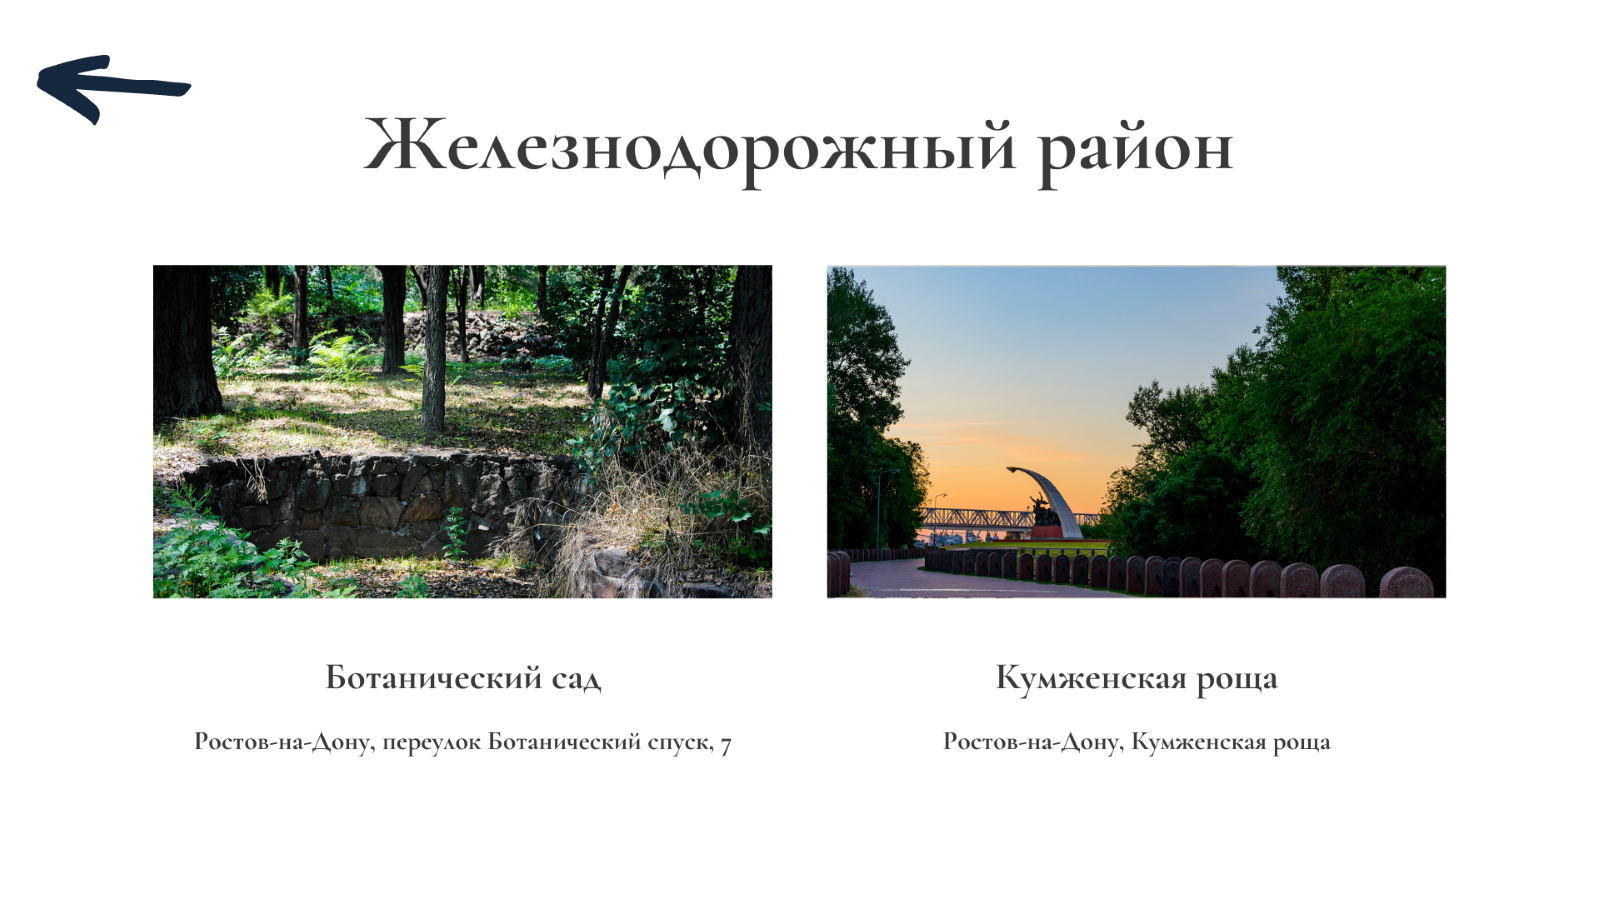 Железнодорожный район
Ботанический сад
Кумженская роща
Ростов-на-Дону, переулок Ботанический спуск, 7
Ростов-на-Дону, Кумженская роща